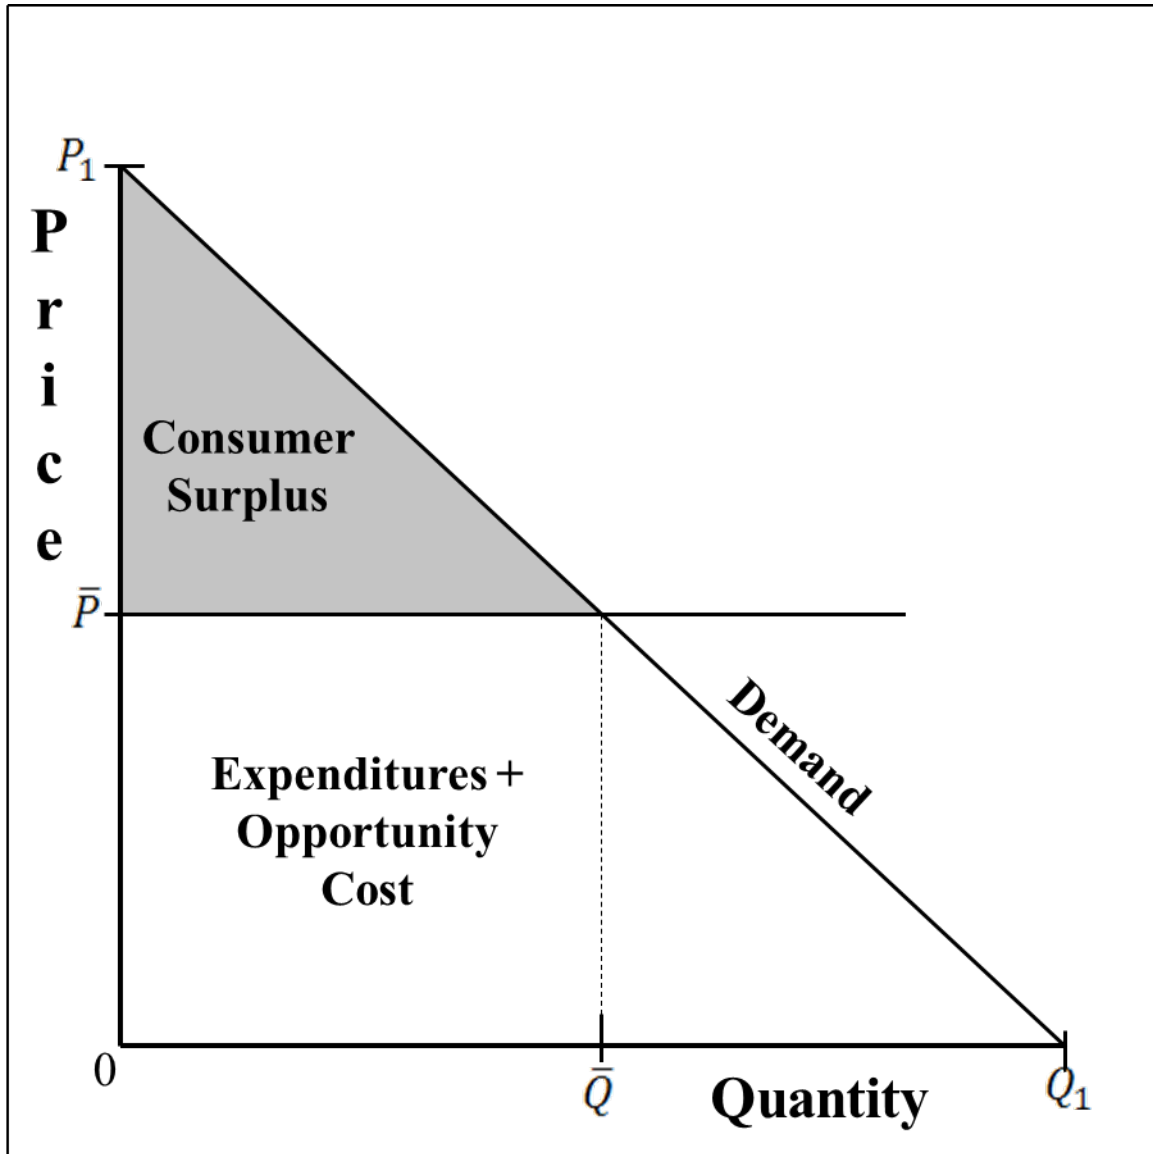 P₁
P
r
i
c
e
Consumer
Surplus
P̅
Demand
Expenditures +
Opportunity
Cost
0
Q̅
Quantity
Q₁